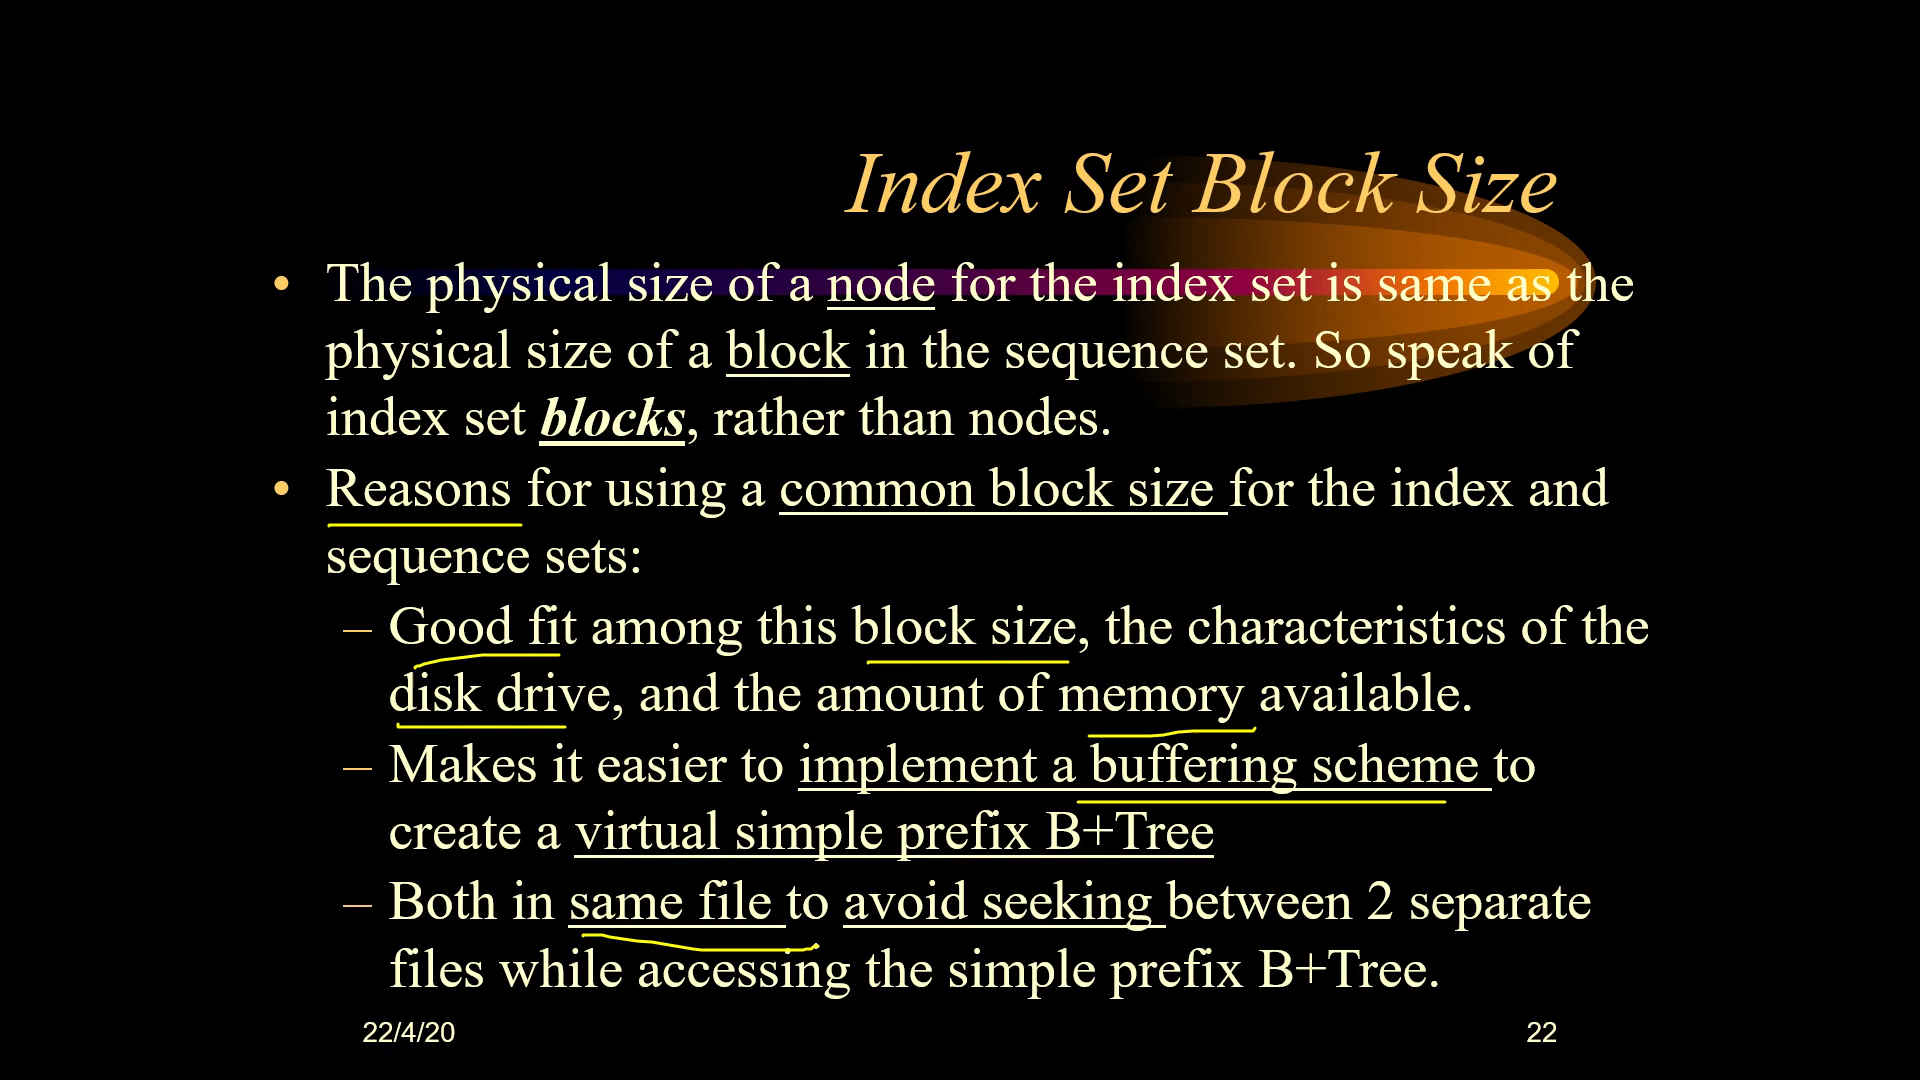 Index Set Block Size
• The physical size of a node for the index set is same as the
physical size of a block in the sequence set. So speak of
index set blocks, rather than nodes.
• Reasons for using a common block size for the index and
sequence sets:
– Good fit among this block size, the characteristics of the
disk drive, and the amount of memory available.
– Makes it easier to implement a buffering scheme to
create a virtual simple prefix B+Tree
– Both in same file to avoid seeking between 2 separate
files while accessing the simple prefix B+Tree.
22/4/20 22